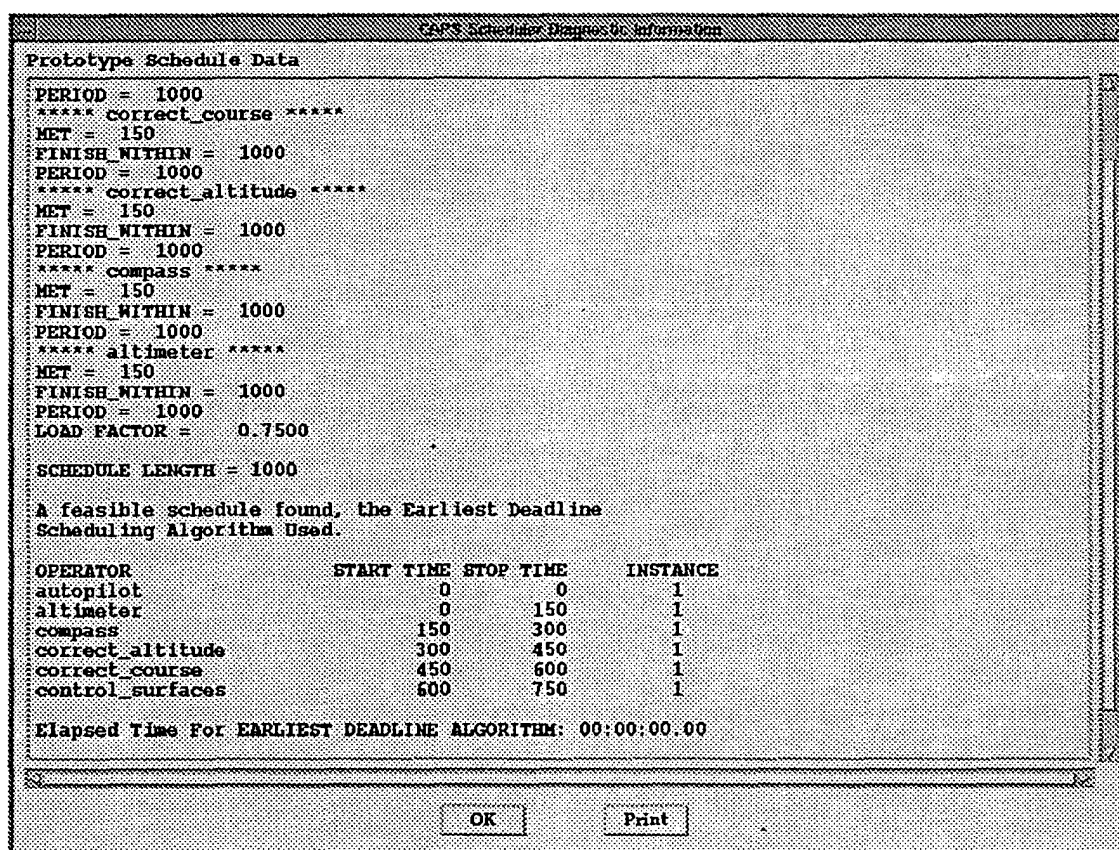 CAPS Scheduler Diagnostic Information
Prototype Schedule Data
PERIOD = 1000
***** correct_course *****
MET = 150
FINISH_WITHIN = 1000
PERIOD = 1000
***** correct_altitude *****
MET = 150
FINISH_WITHIN = 1000
PERIOD = 1000
***** compass *****
MET = 150
FINISH_WITHIN = 1000
PERIOD = 1000
***** altimeter *****
MET = 150
FINISH_WITHIN = 1000
PERIOD = 1000
LOAD FACTOR = 0.7500
SCHEDULE LENGTH = 1000
A feasible schedule found, the Earliest Deadline
Scheduling Algorithm Used.
OPERATOR START TIME STOP TIME INSTANCE
autopilot 0 0 1
altimeter 0 150 1
compass 150 300 1
correct_altitude 300 450 1
correct_course 450 600 1
control_surfaces 600 750 1
Elapsed Time For EARLIEST DEADLINE ALGORITHM: 00:00:00.00
OK Print